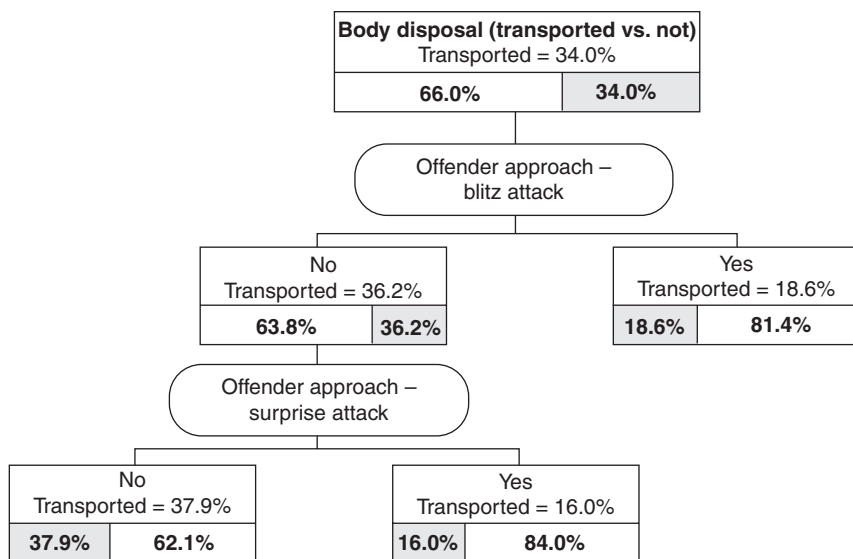 Body disposal (transported vs. not)
Transported = 34.0%
66.0% 34.0%
Offender approach –
blitz attack
No
Transported = 36.2%
63.8% 36.2%
Yes
Transported = 18.6%
18.6% 81.4%
Offender approach –
surprise attack
No
Transported = 37.9%
37.9% 62.1%
Yes
Transported = 16.0%
16.0% 84.0%